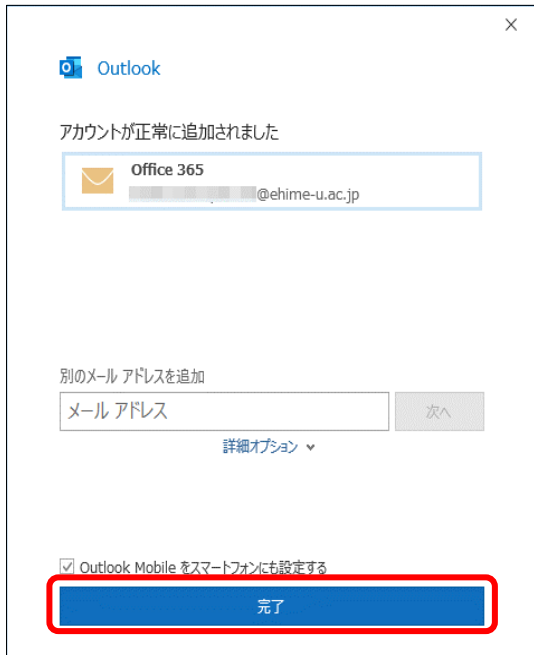 Outlook
アカウントが正常に追加されました
Office 365
@ehime-u.ac.jp
別のメール アドレスを追加
メール アドレス
次へ
詳細オプション
Outlook Mobile をスマートフォンにも設定する
完了